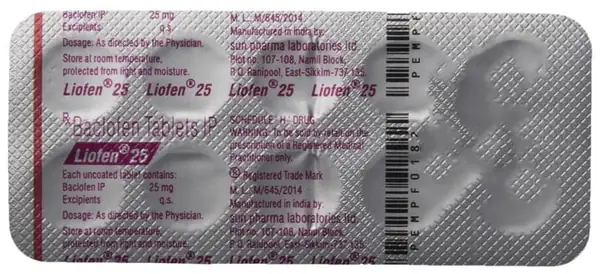 Baclofen IP 25 mg
Excipients q.s.
Dosage: As directed by the Physician.
Store at room temperature,
protected from light and moisture.
Liofen® 25 Liofen® 25
Rx Baclofen Tablets IP
Liofen® 25
Each uncoated tablet contains:
Baclofen IP 25 mg
Excipients q.s.
Dosage: As directed by the Physician.
Store at room temperature
protected from light and moisture.
M. L.: M/645/2014
Manufactured in India by:
sun pharma laboratories ltd.
Plot no. 107-108, Namli Block,
P.O. Ranipool, East-Sikkim-737 135.
Liofen® 25 Liofen® 25
SCHEDULE H DRUG
WARNING: To be sold by retail on the
prescription of a Registered Medical
Practitioner only.
® Registered Trade Mark
M. L.: M/645/2014
Manufactured in India by:
sun pharma laboratories ltd.
Plot no. 107-108, Namli Block,
P.O. Ranipool, East-Sikkim-737 135.
PEMPF
PEMPF0182